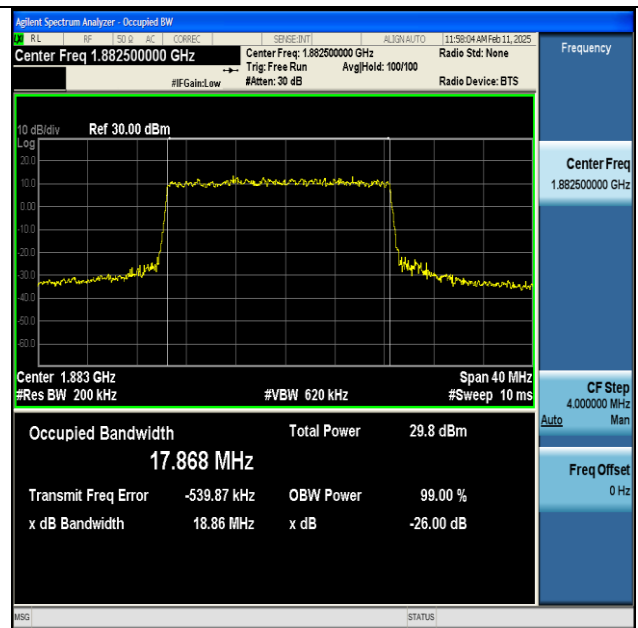 Agilent Spectrum Analyzer - Occupied BW
LXI RL RF 50 Ω AC CORREC SENSE:INT ALIGN AUTO 11:58:04 AM Feb 11, 2025
Center Freq 1.882500000 GHz
Center Freq: 1.882500000 GHz
Radio Std: None
Trig: Free Run Avg|Hold: 100/100
#IFGain:Low #Atten: 30 dB Radio Device: BTS
10 dB/div Ref 30.00 dBm
Log
20.0
10.0
0.00
-10.0
-20.0
-30.0
-40.0
-50.0
-60.0
Center 1.883 GHz Span 40 MHz
#Res BW 200 kHz #VBW 620 kHz #Sweep 10 ms
Occupied Bandwidth Total Power 29.8 dBm
17.868 MHz
Transmit Freq Error -539.87 kHz OBW Power 99.00 %
x dB Bandwidth 18.86 MHz x dB -26.00 dB
MSG STATUS
Frequency
Center Freq
1.882500000 GHz
CF Step
4.000000 MHz
Auto Man
Freq Offset
0 Hz